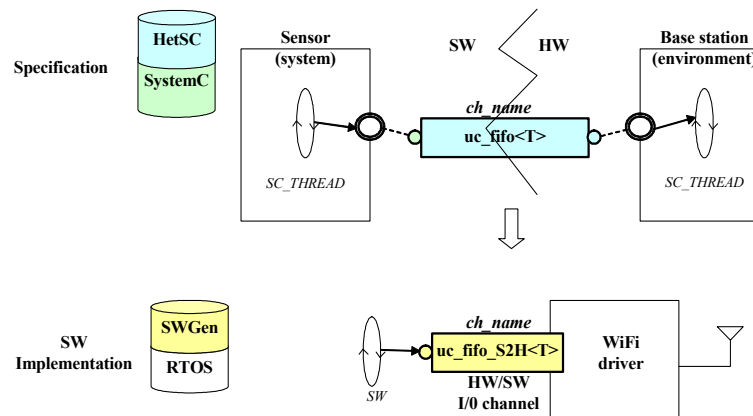 Specification
HetSC
SystemC
Sensor
(system)
SC_THREAD
SW
HW
ch_name
uc_fifo<T>
Base station
(environment)
SC_THREAD
SW
Implementation
SWGen
RTOS
SW
ch_name
uc_fifo_S2H<T>
HW/SW
I/0 channel
WiFi
driver